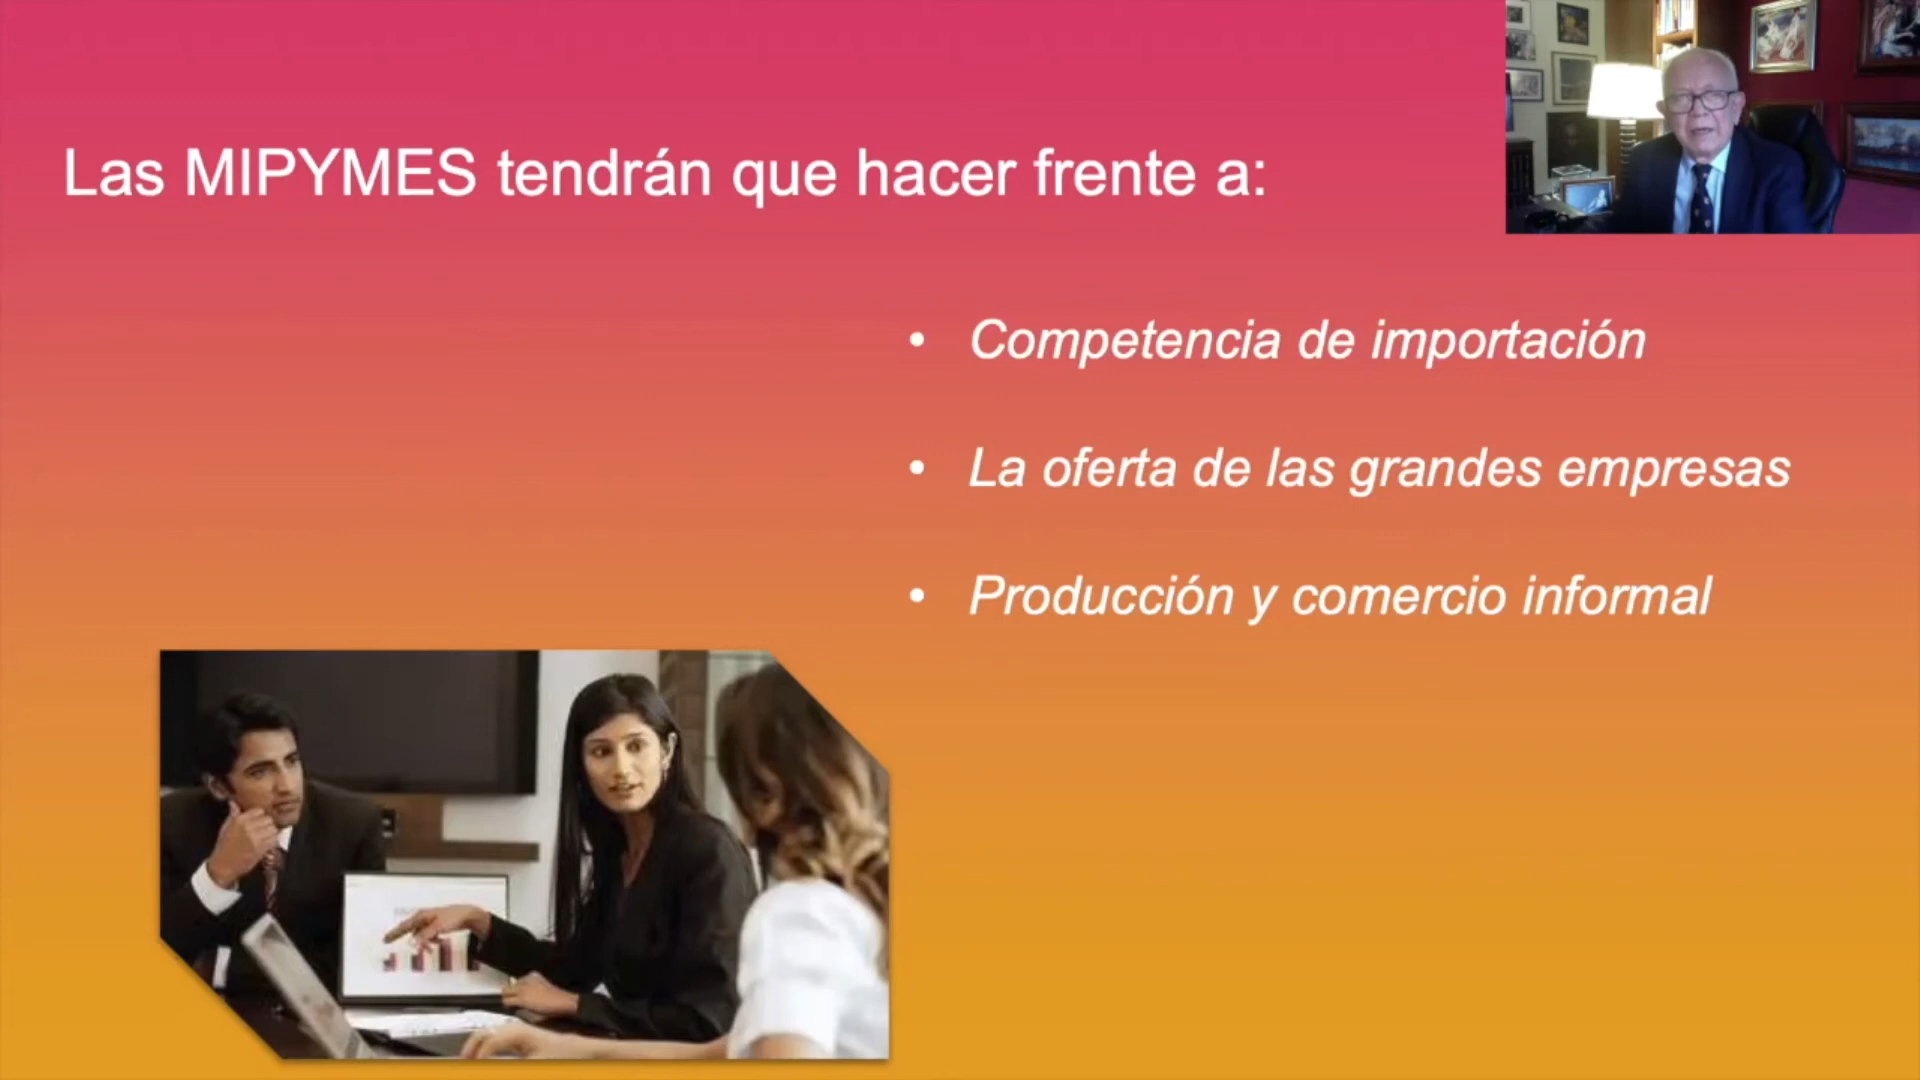 Las MIPYMES tendrán que hacer frente a:
• Competencia de importación
• La oferta de las grandes empresas
• Producción y comercio informal